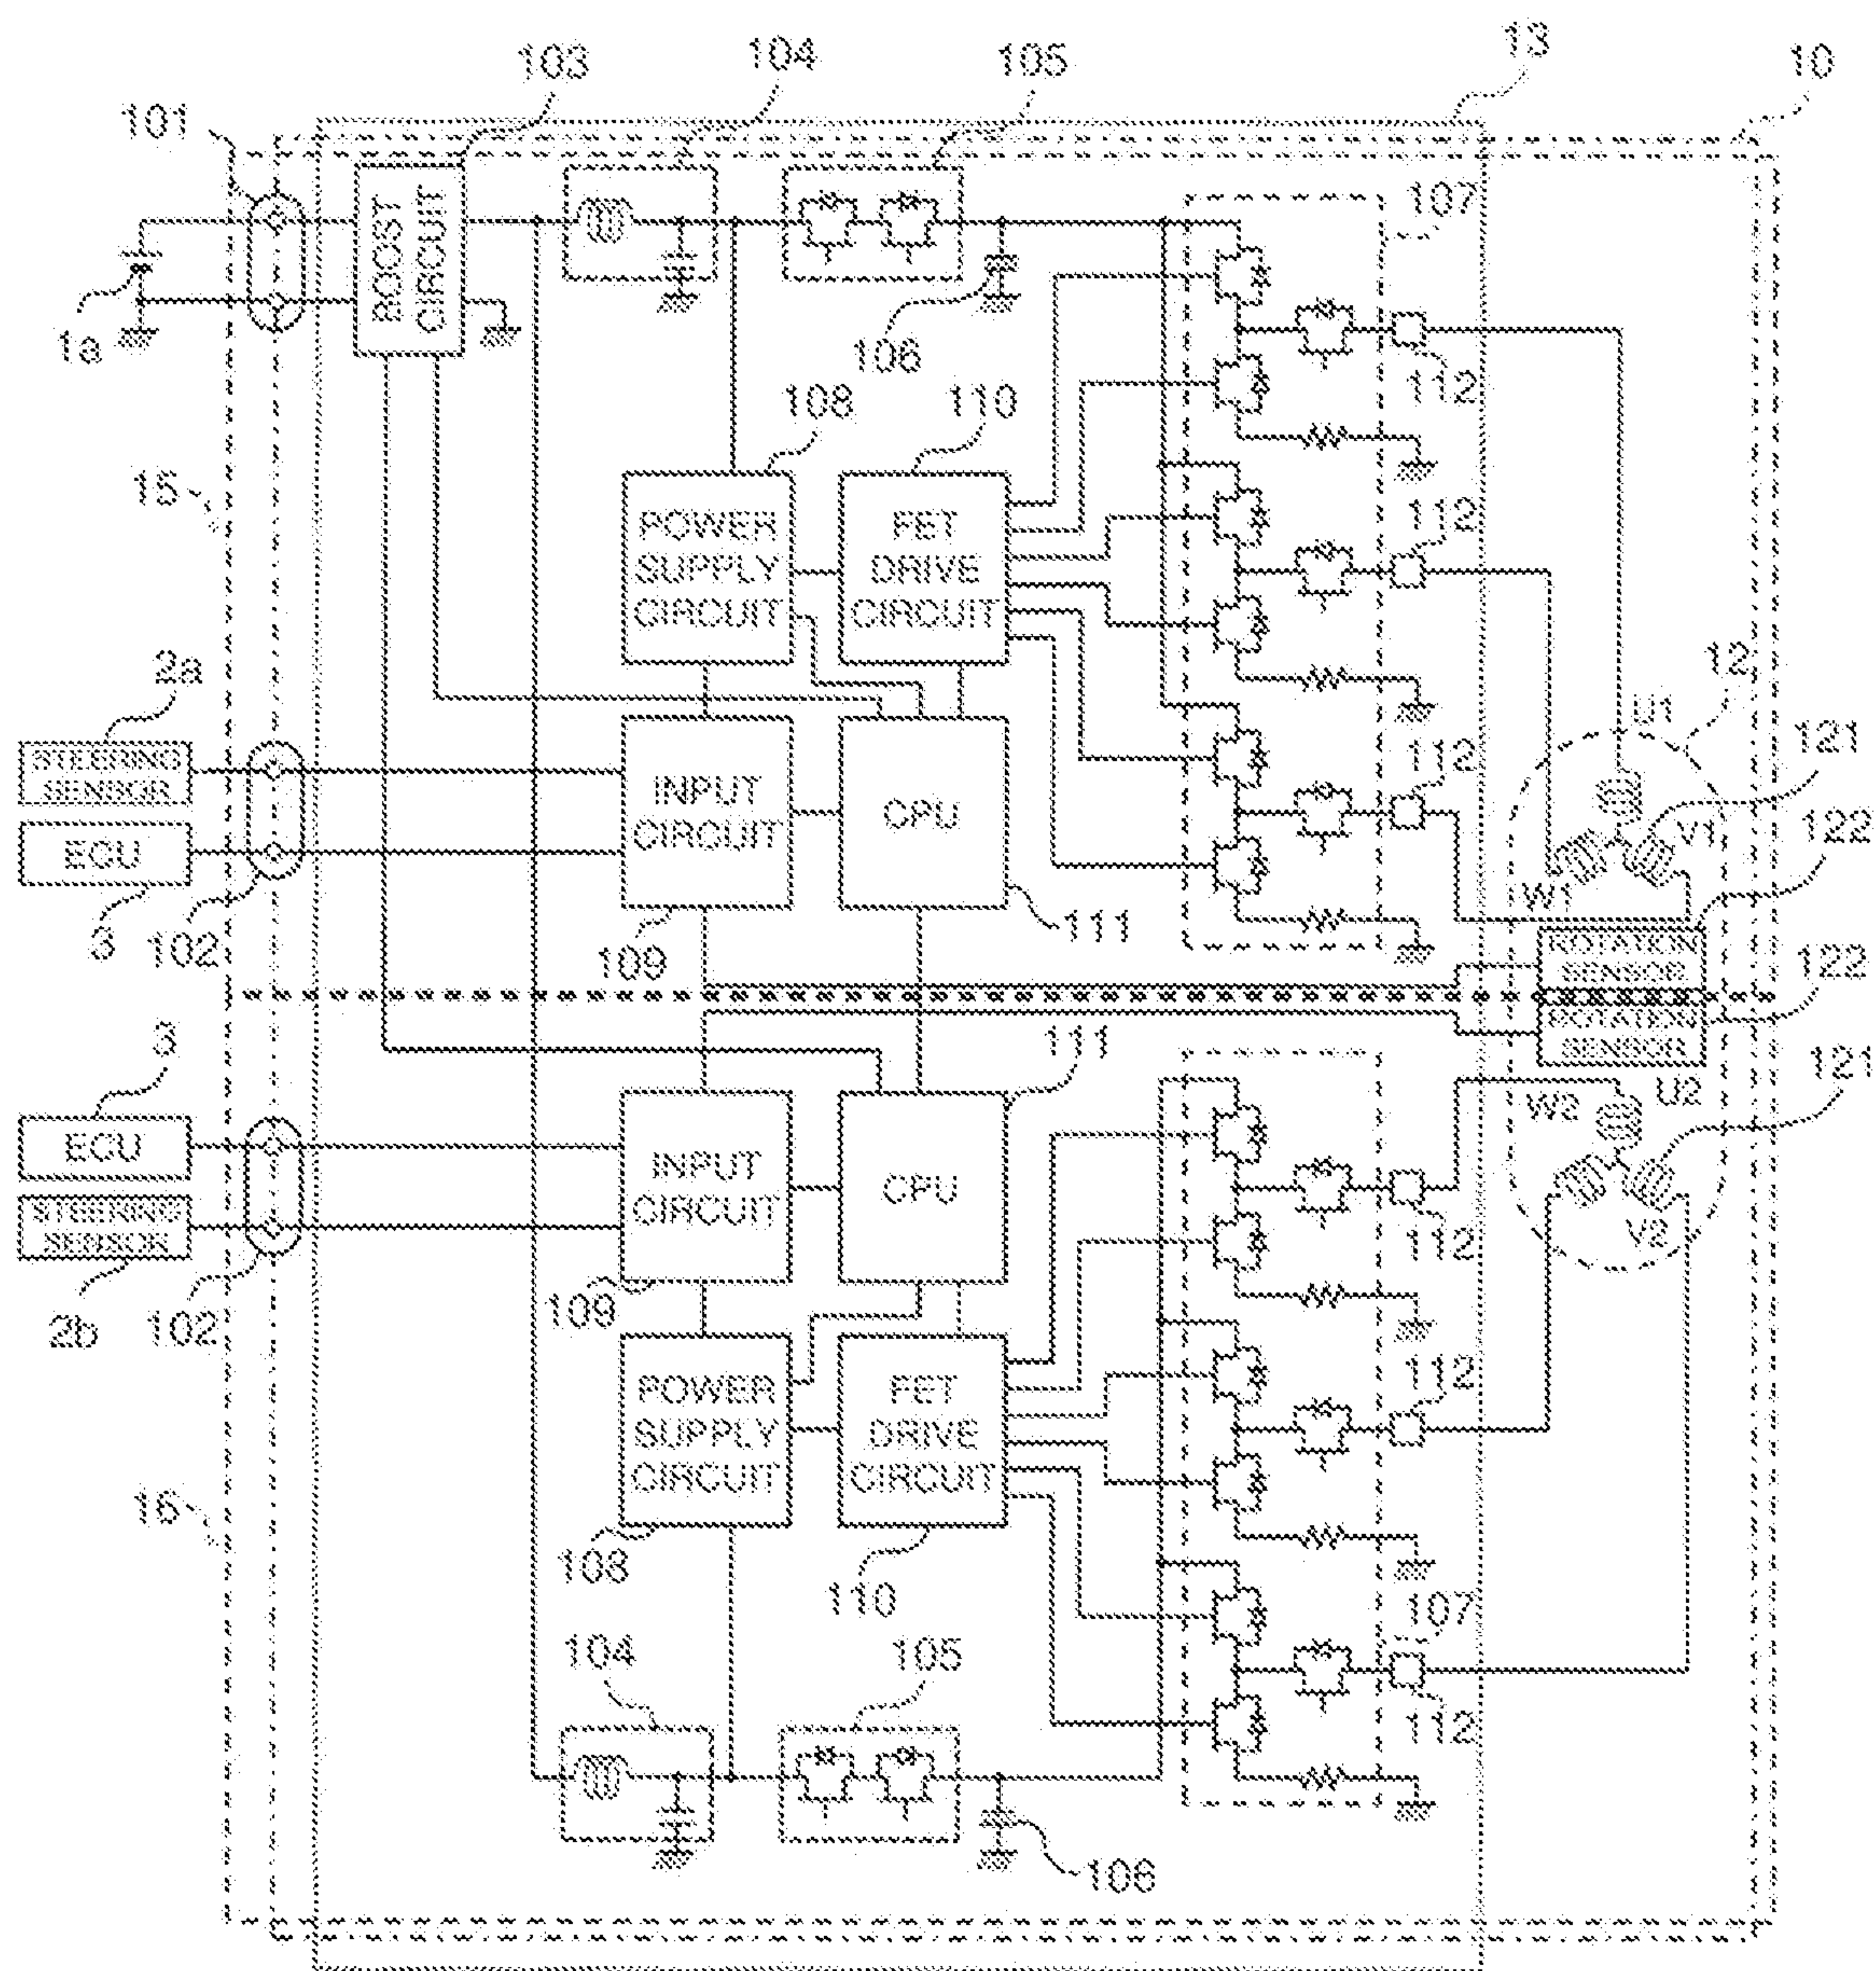 103
104
105
13
10
101
BOOST
CIRCUIT
107
1a
106
112
108
110
15
POWER
SUPPLY
CIRCUIT
FET
DRIVE
CIRCUIT
112
2a
12
U1
121
STEERING
SENSOR
INPUT
CIRCUIT
CPU
112
V1
122
ECU
W1
3
102
109
111
ROTATION
SENSOR
122
3
111
ROTATION
SENSOR
121
ECU
INPUT
CIRCUIT
CPU
W2
U2
STEERING
SENSOR
112
V2
2b
102
109
112
POWER
SUPPLY
CIRCUIT
FET
DRIVE
CIRCUIT
16
108
110
107
104
105
112
106